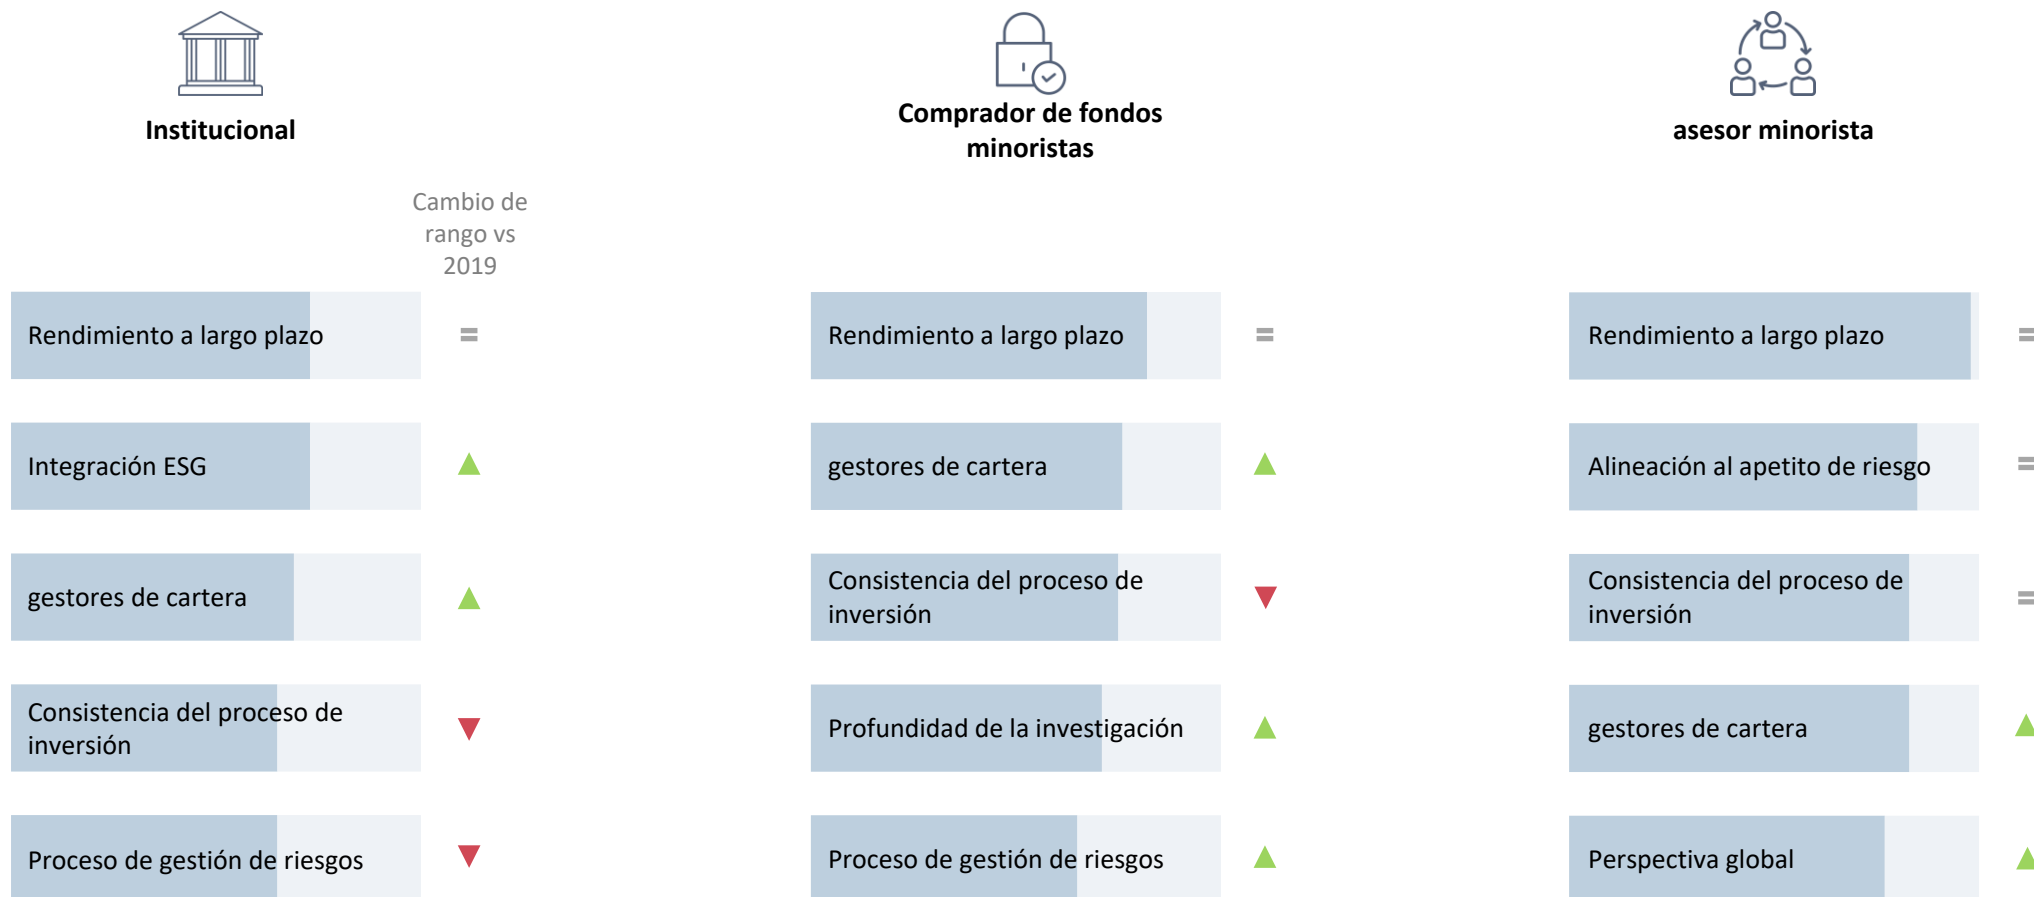 Institucional
Comprador de fondos
minoristas
asesor minorista
Cambio de
rango vs
2019
Rendimiento a largo plazo
=
Rendimiento a largo plazo
=
Rendimiento a largo plazo
=
Integración ESG
gestores de cartera
Alineación al apetito de riesgo
=
gestores de cartera
Consistencia del proceso de
inversión
Consistencia del proceso de
inversión
=
Consistencia del proceso de
inversión
Profundidad de la investigación
gestores de cartera
Proceso de gestión de riesgos
Proceso de gestión de riesgos
Perspectiva global